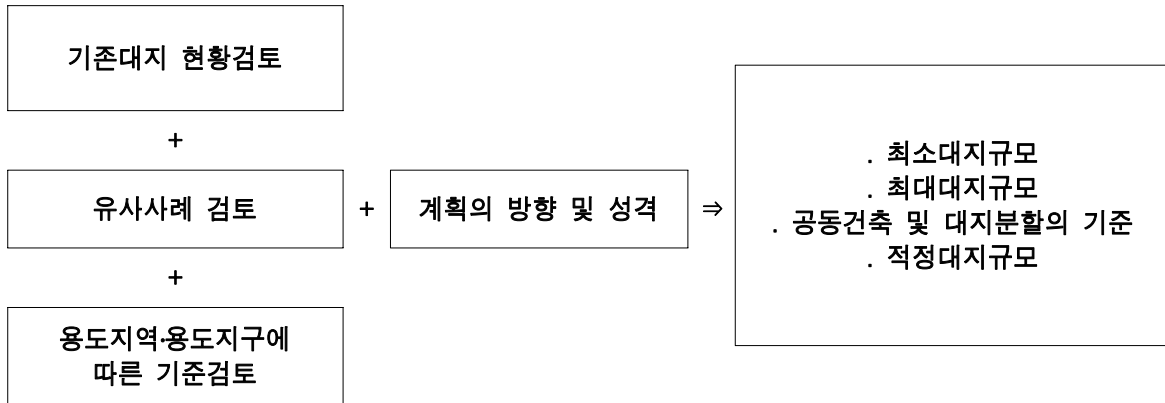 기존대지 현황검토
+
유사사례 검토
+
용도지역·용도지구에
따른 기준검토
+
계획의 방향 및 성격
⇒
. 최소대지규모
. 최대대지규모
. 공동건축 및 대지분할의 기준
. 적정대지규모